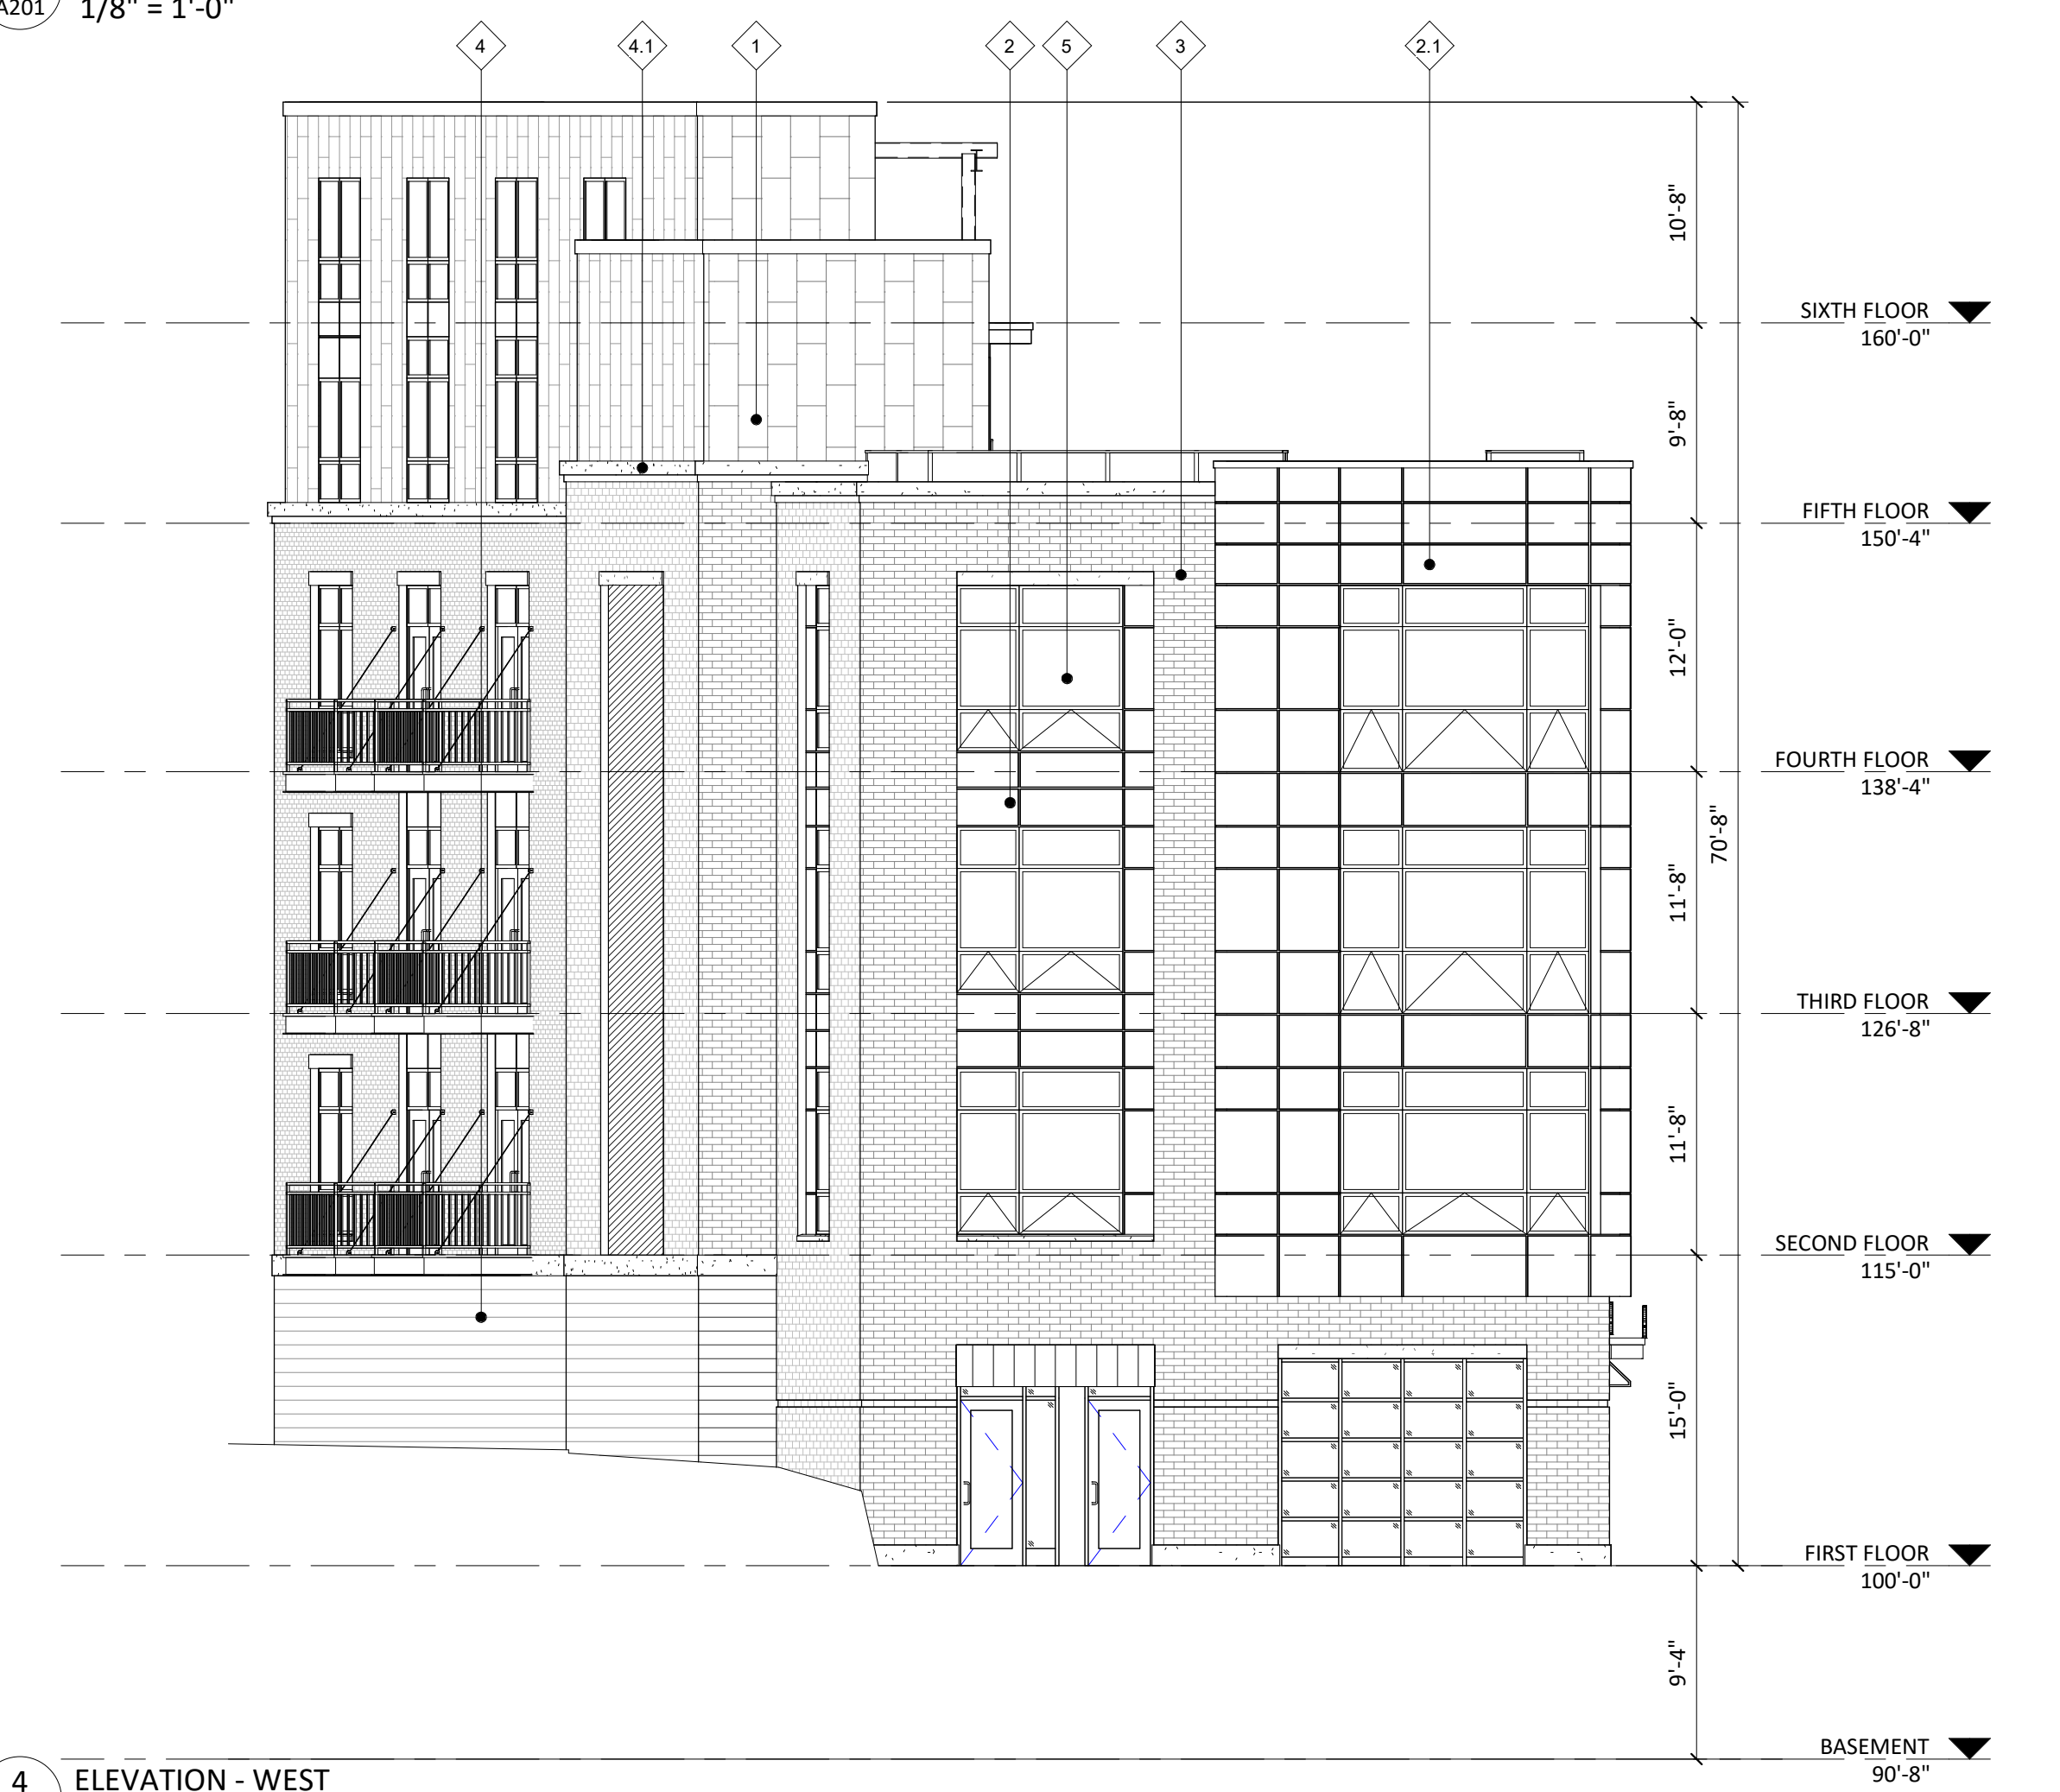 A201
1/8" = 1'-0"
4
4.1
1
2
5
3
2.1
10'-8"
SIXTH FLOOR
160'-0"
9'-8"
FIFTH FLOOR
150'-4"
12'-0"
FOURTH FLOOR
138'-4"
70'-8"
11'-8"
THIRD FLOOR
126'-8"
11'-8"
SECOND FLOOR
115'-0"
15'-0"
FIRST FLOOR
100'-0"
9'-4"
BASEMENT
90'-8"
4
ELEVATION - WEST